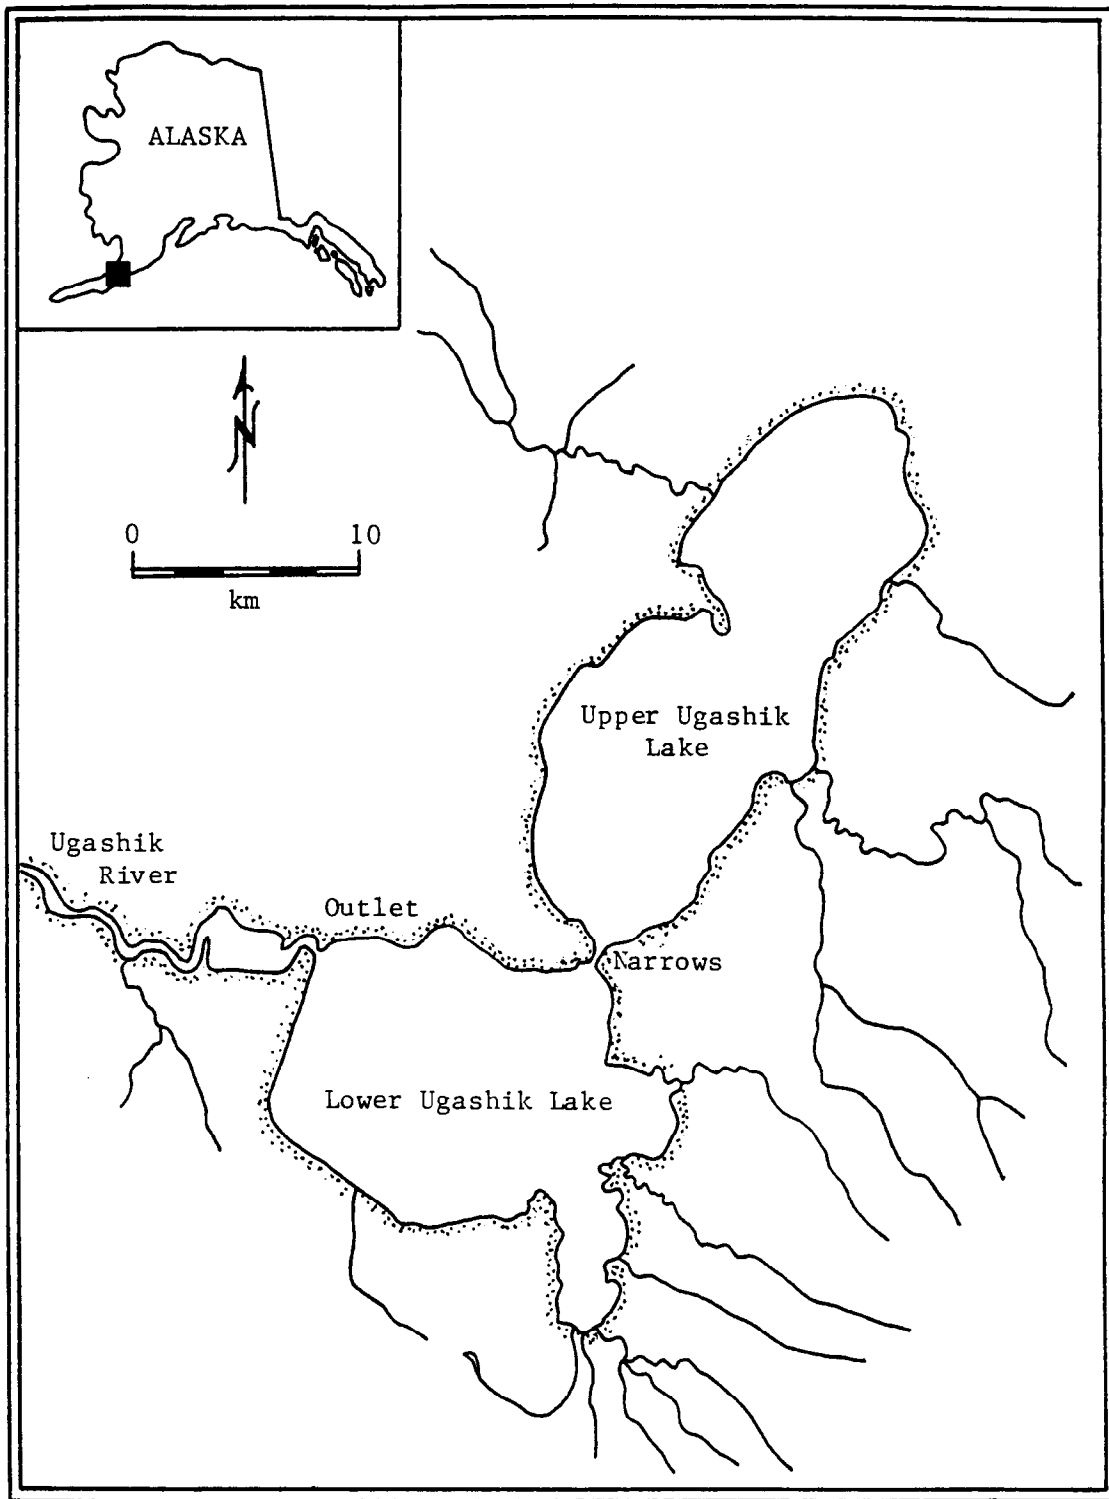 ALASKA
N
0 10
km
Upper Ugashik
Lake
Ugashik
River
Outlet
Narrows
Lower Ugashik Lake